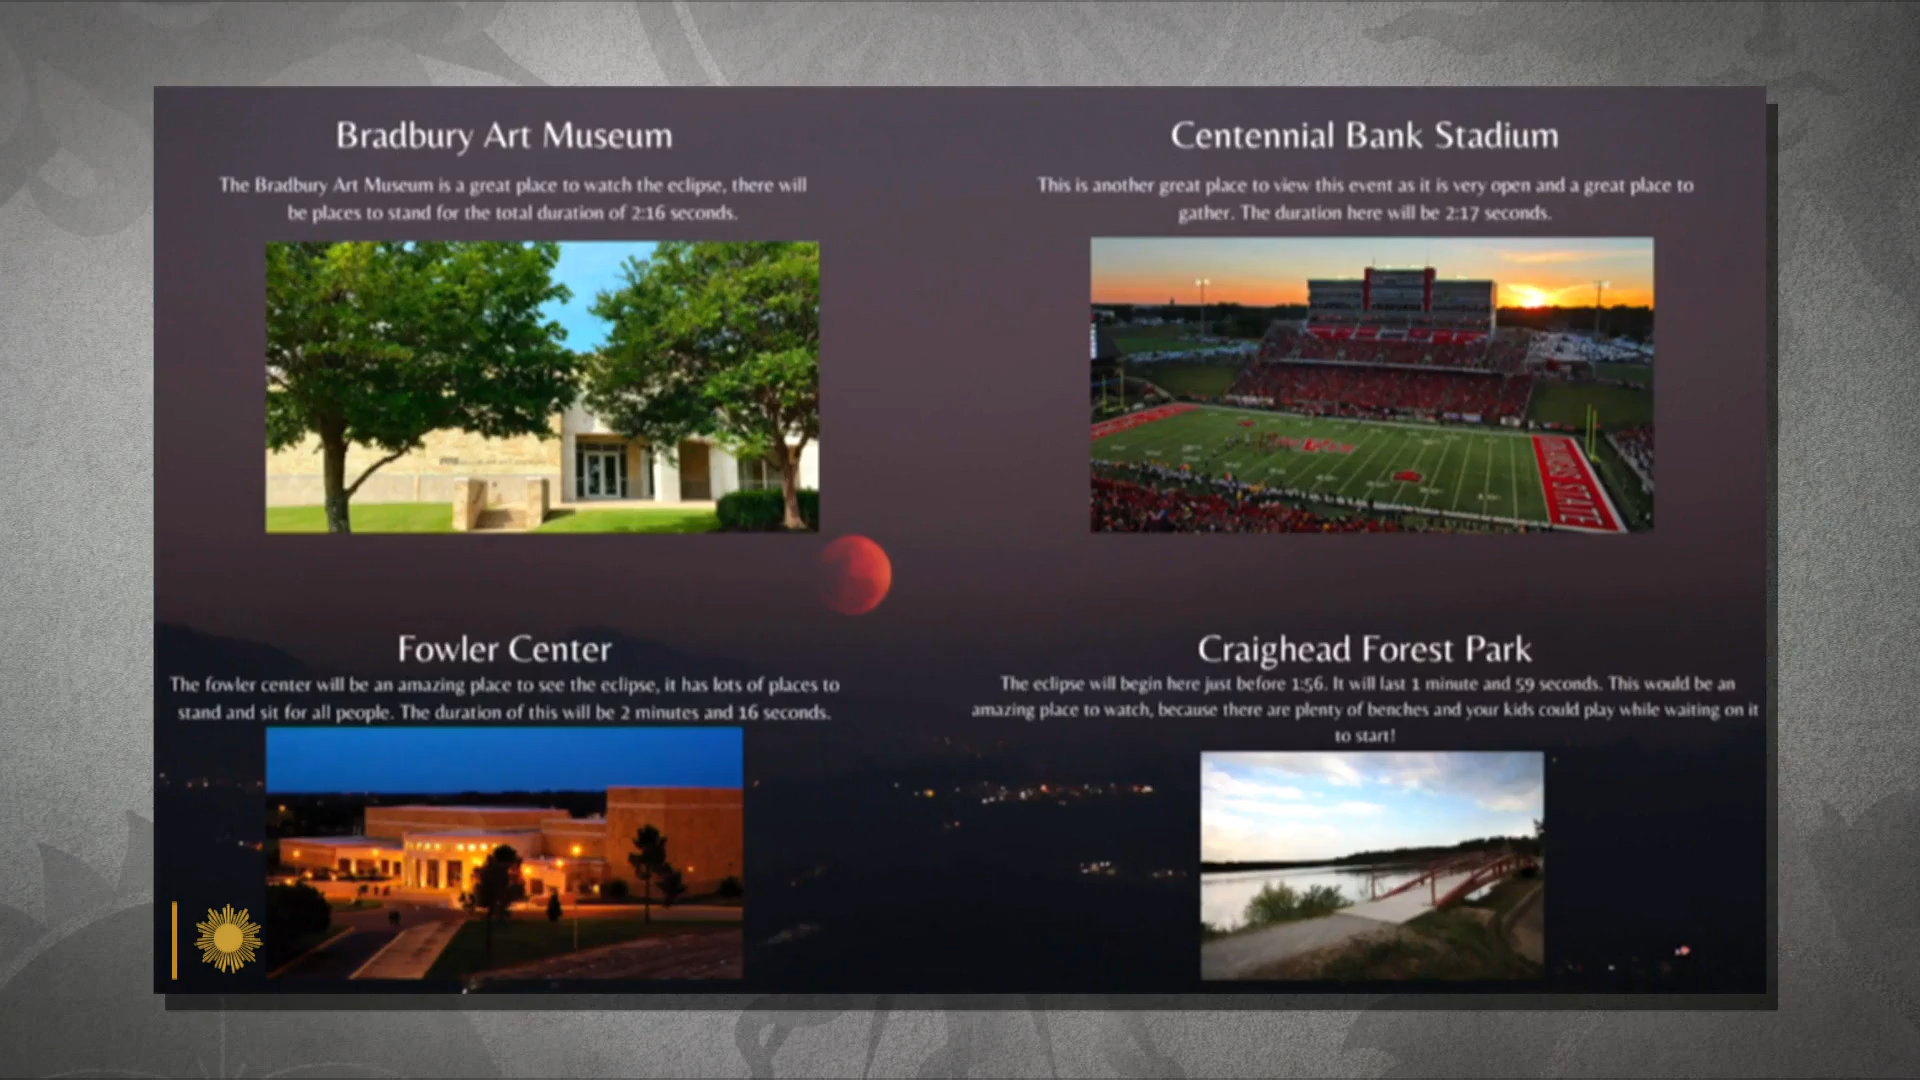 Bradbury Art Museum
The Bradbury Art Museum is a great place to watch the eclipse, there will
be places to stand for the total duration of 2:16 seconds.
Centennial Bank Stadium
This is another great place to view this event as it is very open and a great place to
gather. The duration here will be 2:17 seconds.
ARKANSAS STATE
Fowler Center
The fowler center will be an amazing place to see the eclipse, it has lots of places to
stand and sit for all people. The duration of this will be 2 minutes and 16 seconds.
Craighead Forest Park
The eclipse will begin here just before 1:56. It will last 1 minute and 59 seconds. This would be an
amazing place to watch, because there are plenty of benches and your kids could play while waiting on it
to start!